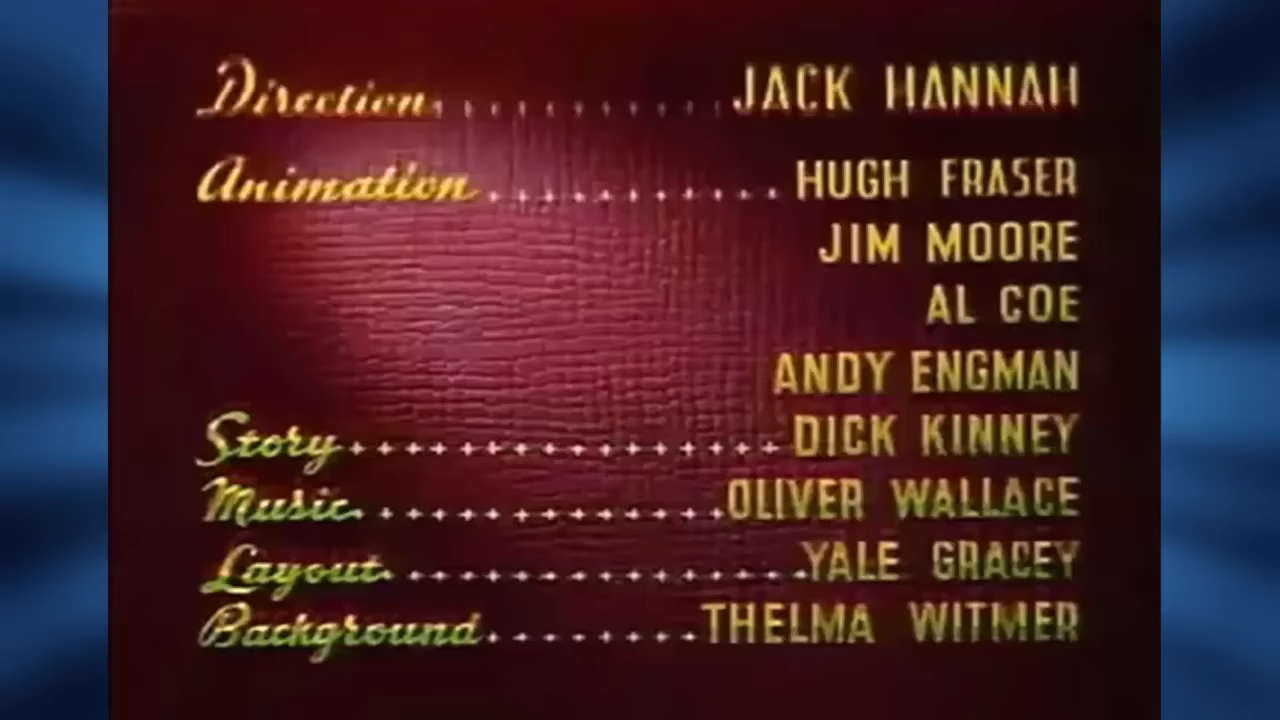 Direction..........JACK HANNAH
Animation...........HUGH FRASER
JIM MOORE
AL COE
ANDY ENGMAN
Story................DICK KINNEY
Music..............OLIVER WALLACE
Layout................YALE GRACEY
Background........THELMA WITMER